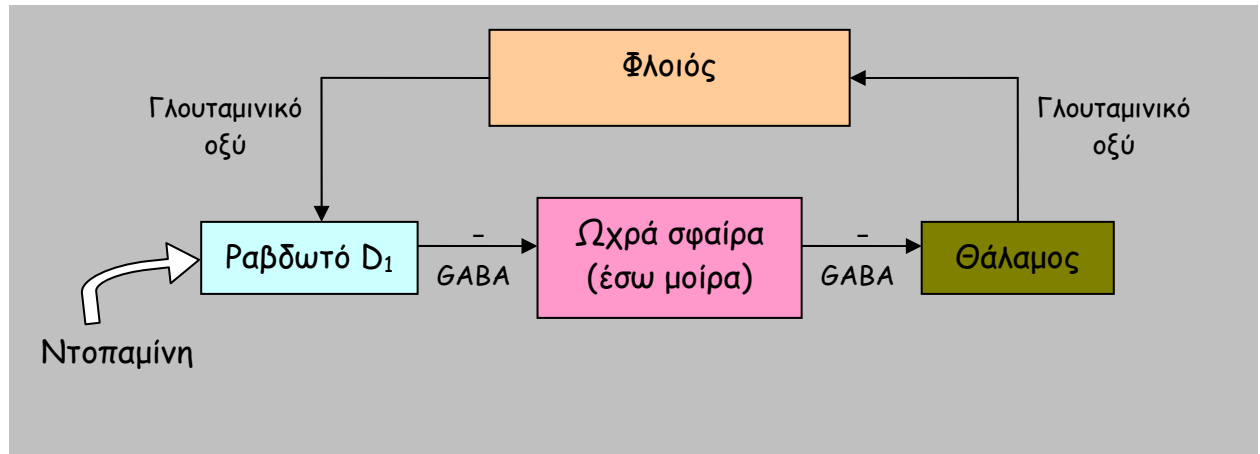 Φλοιός
Γλουταμινικό
οξύ
Γλουταμινικό
οξύ
Ραβδωτό D₁
–
GABA
Ωχρά σφαίρα
(έσω μοίρα)
–
GABA
Θάλαμος
Ντοπαμίνη